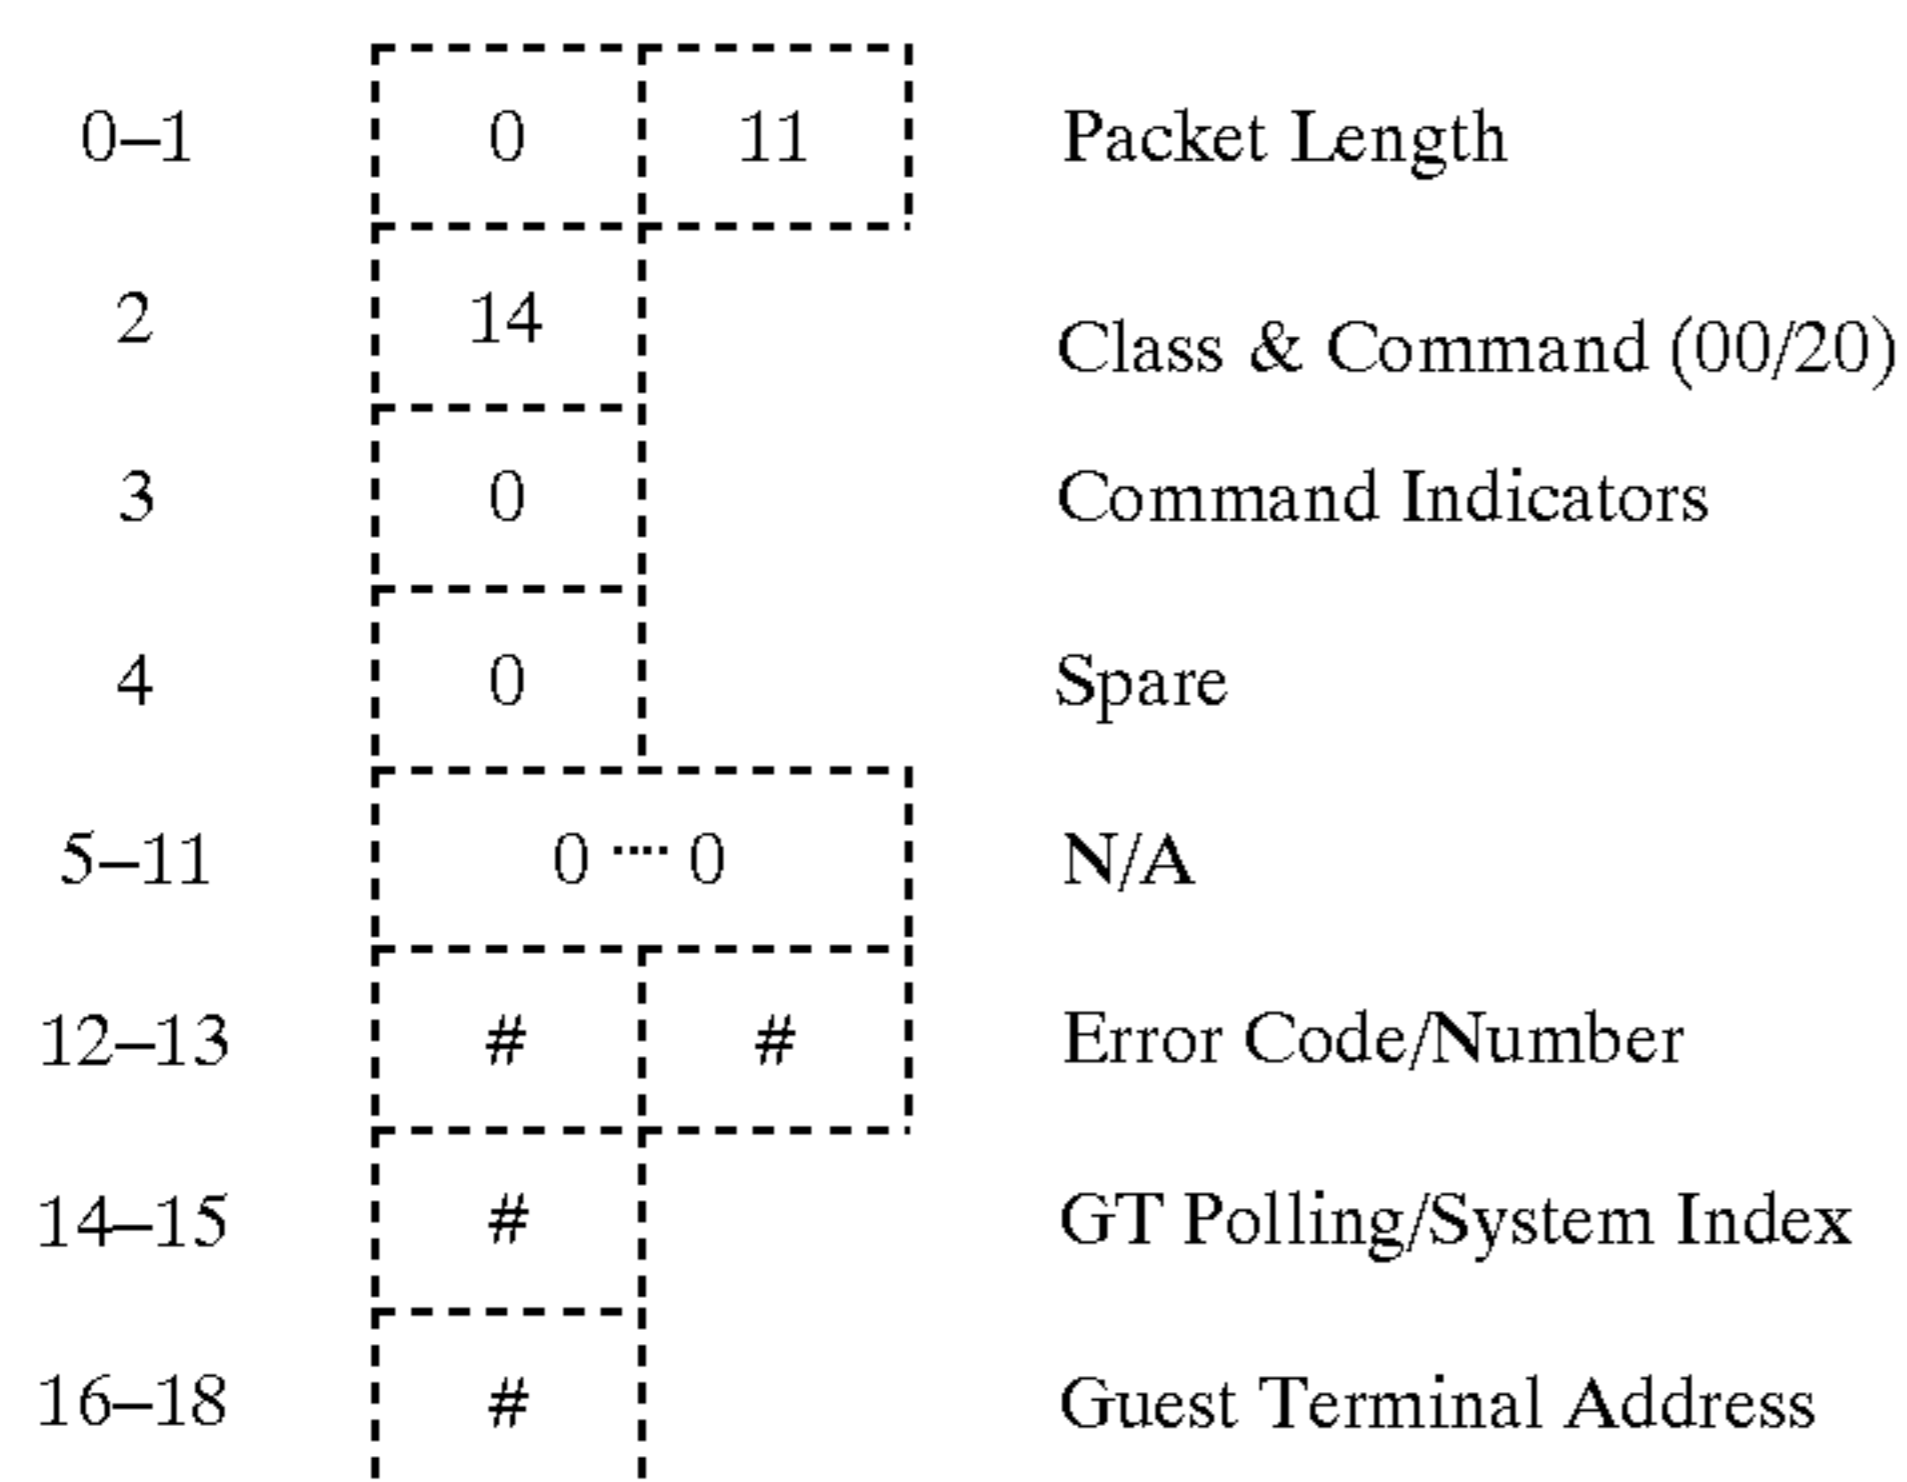 0–1 0 11 Packet Length
2 14 Class & Command (00/20)
3 0 Command Indicators
4 0 Spare
5–11 0 ···· 0 N/A
12–13 # # Error Code/Number
14–15 # GT Polling/System Index
16–18 # Guest Terminal Address